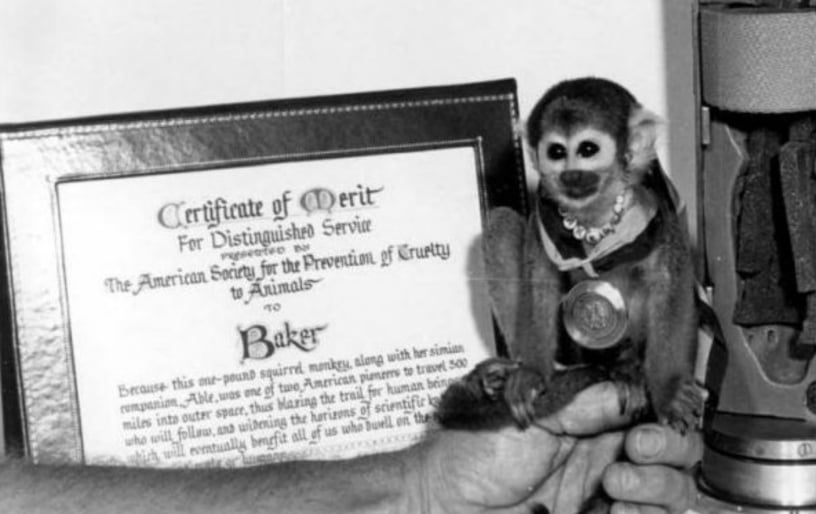 Certificate of Merit
For Distinguished Service
PRESENTED BY
The American Society for the Prevention of Cruelty
to Animals
TO
Baker
Because this one-pound squirrel monkey, along with her simian
companion Able, was one of two American pioneers to travel 300
miles into outer space, thus blazing the trail for human beings
who will follow, and widening the horizons of scientific
which will eventually benefit all of us who dwell on the
or human